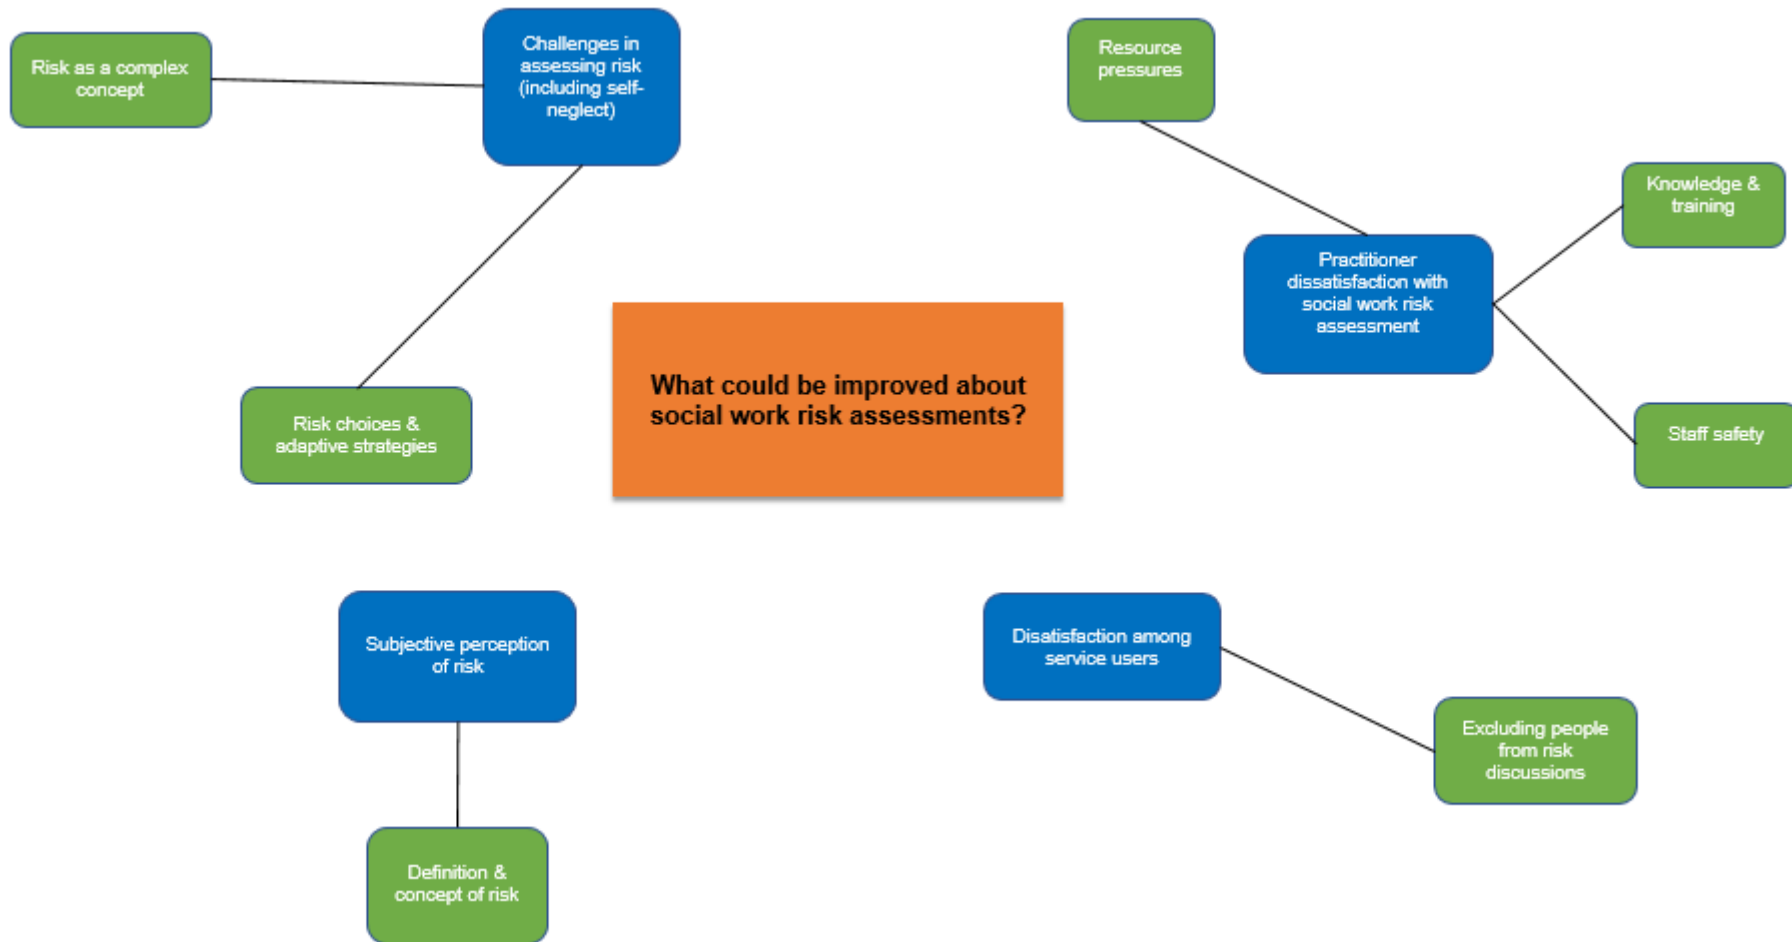 Risk as a complex
concept
Challenges in
assessing risk
(including self-
neglect)
Risk choices &
adaptive strategies
Resource
pressures
Knowledge &
training
Practitioner
dissatisfaction with
social work risk
assessment
Staff safety
What could be improved about
social work risk assessments?
Subjective perception
of risk
Definition &
concept of risk
Disatisfaction among
service users
Excluding people
from risk
discussions